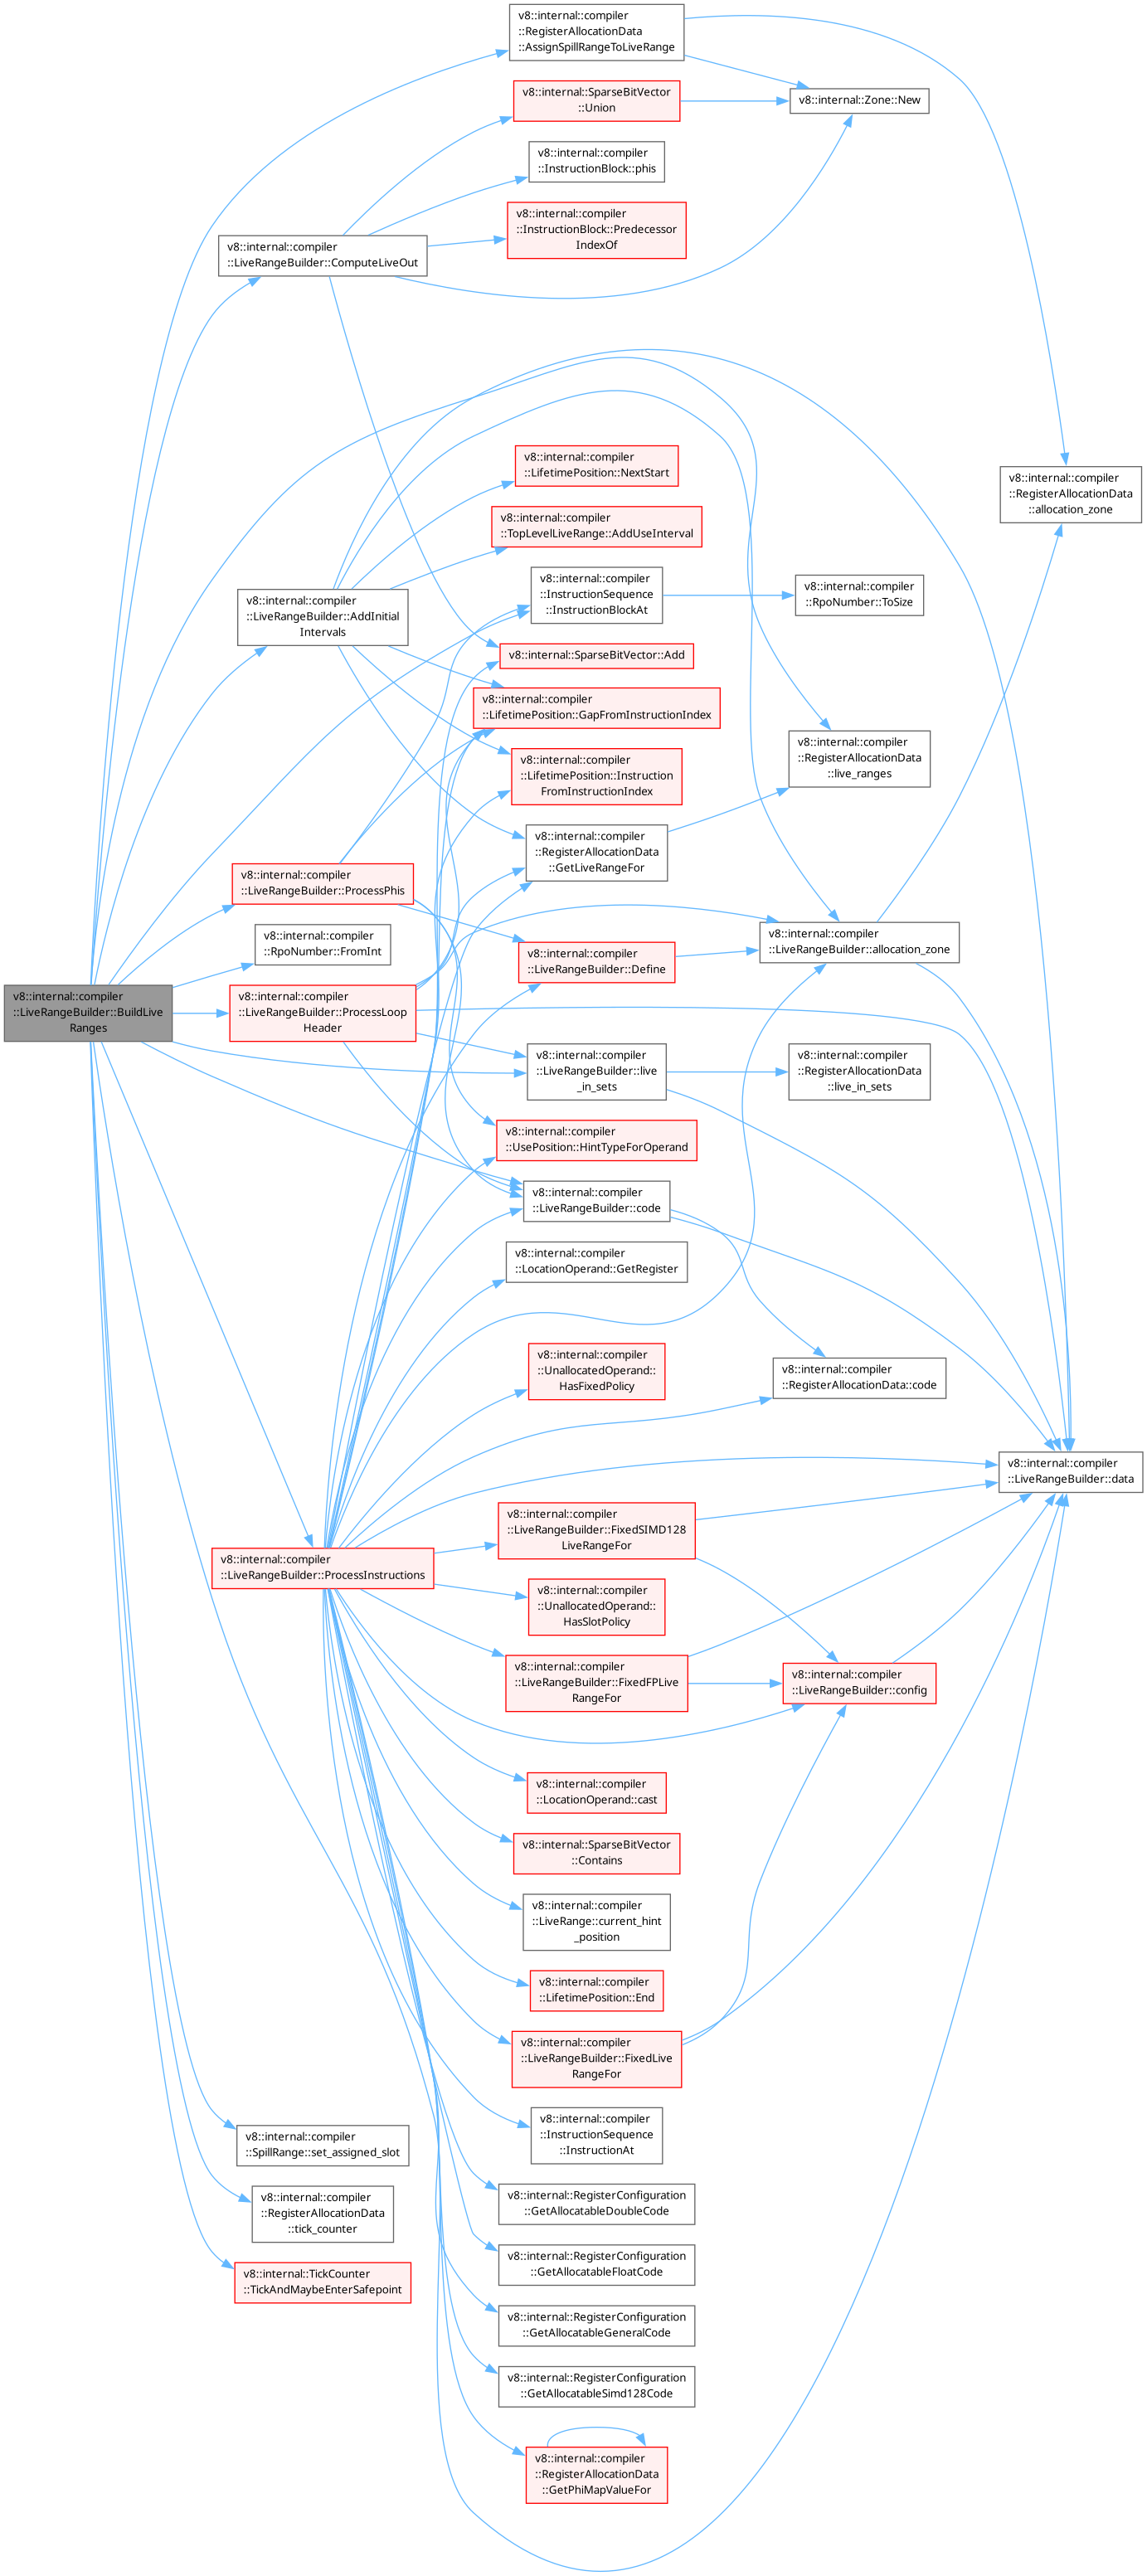 v8::internal::compiler
::RegisterAllocationData
::AssignSpillRangeToLiveRange
v8::internal::SparseBitVector
::Union
v8::internal::Zone::New
v8::internal::compiler
::InstructionBlock::phis
v8::internal::compiler
::InstructionBlock::Predecessor
IndexOf
v8::internal::compiler
::LiveRangeBuilder::ComputeLiveOut
v8::internal::compiler
::LifetimePosition::NextStart
v8::internal::compiler
::RegisterAllocationData
::allocation_zone
v8::internal::compiler
::TopLevelLiveRange::AddUseInterval
v8::internal::compiler
::InstructionSequence
::InstructionBlockAt
v8::internal::compiler
::RpoNumber::ToSize
v8::internal::compiler
::LiveRangeBuilder::AddInitial
Intervals
v8::internal::SparseBitVector::Add
v8::internal::compiler
::LifetimePosition::GapFromInstructionIndex
v8::internal::compiler
::LifetimePosition::Instruction
FromInstructionIndex
v8::internal::compiler
::RegisterAllocationData
::live_ranges
v8::internal::compiler
::RegisterAllocationData
::GetLiveRangeFor
v8::internal::compiler
::LiveRangeBuilder::ProcessPhis
v8::internal::compiler
::RpoNumber::FromInt
v8::internal::compiler
::LiveRangeBuilder::Define
v8::internal::compiler
::LiveRangeBuilder::allocation_zone
v8::internal::compiler
::LiveRangeBuilder::BuildLive
Ranges
v8::internal::compiler
::LiveRangeBuilder::ProcessLoop
Header
v8::internal::compiler
::LiveRangeBuilder::live
_in_sets
v8::internal::compiler
::RegisterAllocationData
::live_in_sets
v8::internal::compiler
::UsePosition::HintTypeForOperand
v8::internal::compiler
::LiveRangeBuilder::code
v8::internal::compiler
::LocationOperand::GetRegister
v8::internal::compiler
::UnallocatedOperand::
HasFixedPolicy
v8::internal::compiler
::RegisterAllocationData::code
v8::internal::compiler
::LiveRangeBuilder::data
v8::internal::compiler
::LiveRangeBuilder::FixedSIMD128
LiveRangeFor
v8::internal::compiler
::LiveRangeBuilder::ProcessInstructions
v8::internal::compiler
::UnallocatedOperand::
HasSlotPolicy
v8::internal::compiler
::LiveRangeBuilder::FixedFPLive
RangeFor
v8::internal::compiler
::LiveRangeBuilder::config
v8::internal::compiler
::LocationOperand::cast
v8::internal::SparseBitVector
::Contains
v8::internal::compiler
::LiveRange::current_hint
_position
v8::internal::compiler
::LifetimePosition::End
v8::internal::compiler
::LiveRangeBuilder::FixedLive
RangeFor
v8::internal::compiler
::InstructionSequence
::InstructionAt
v8::internal::compiler
::SpillRange::set_assigned_slot
v8::internal::RegisterConfiguration
::GetAllocatableDoubleCode
v8::internal::compiler
::RegisterAllocationData
::tick_counter
v8::internal::RegisterConfiguration
::GetAllocatableFloatCode
v8::internal::TickCounter
::TickAndMaybeEnterSafepoint
v8::internal::RegisterConfiguration
::GetAllocatableGeneralCode
v8::internal::RegisterConfiguration
::GetAllocatableSimd128Code
v8::internal::compiler
::RegisterAllocationData
::GetPhiMapValueFor